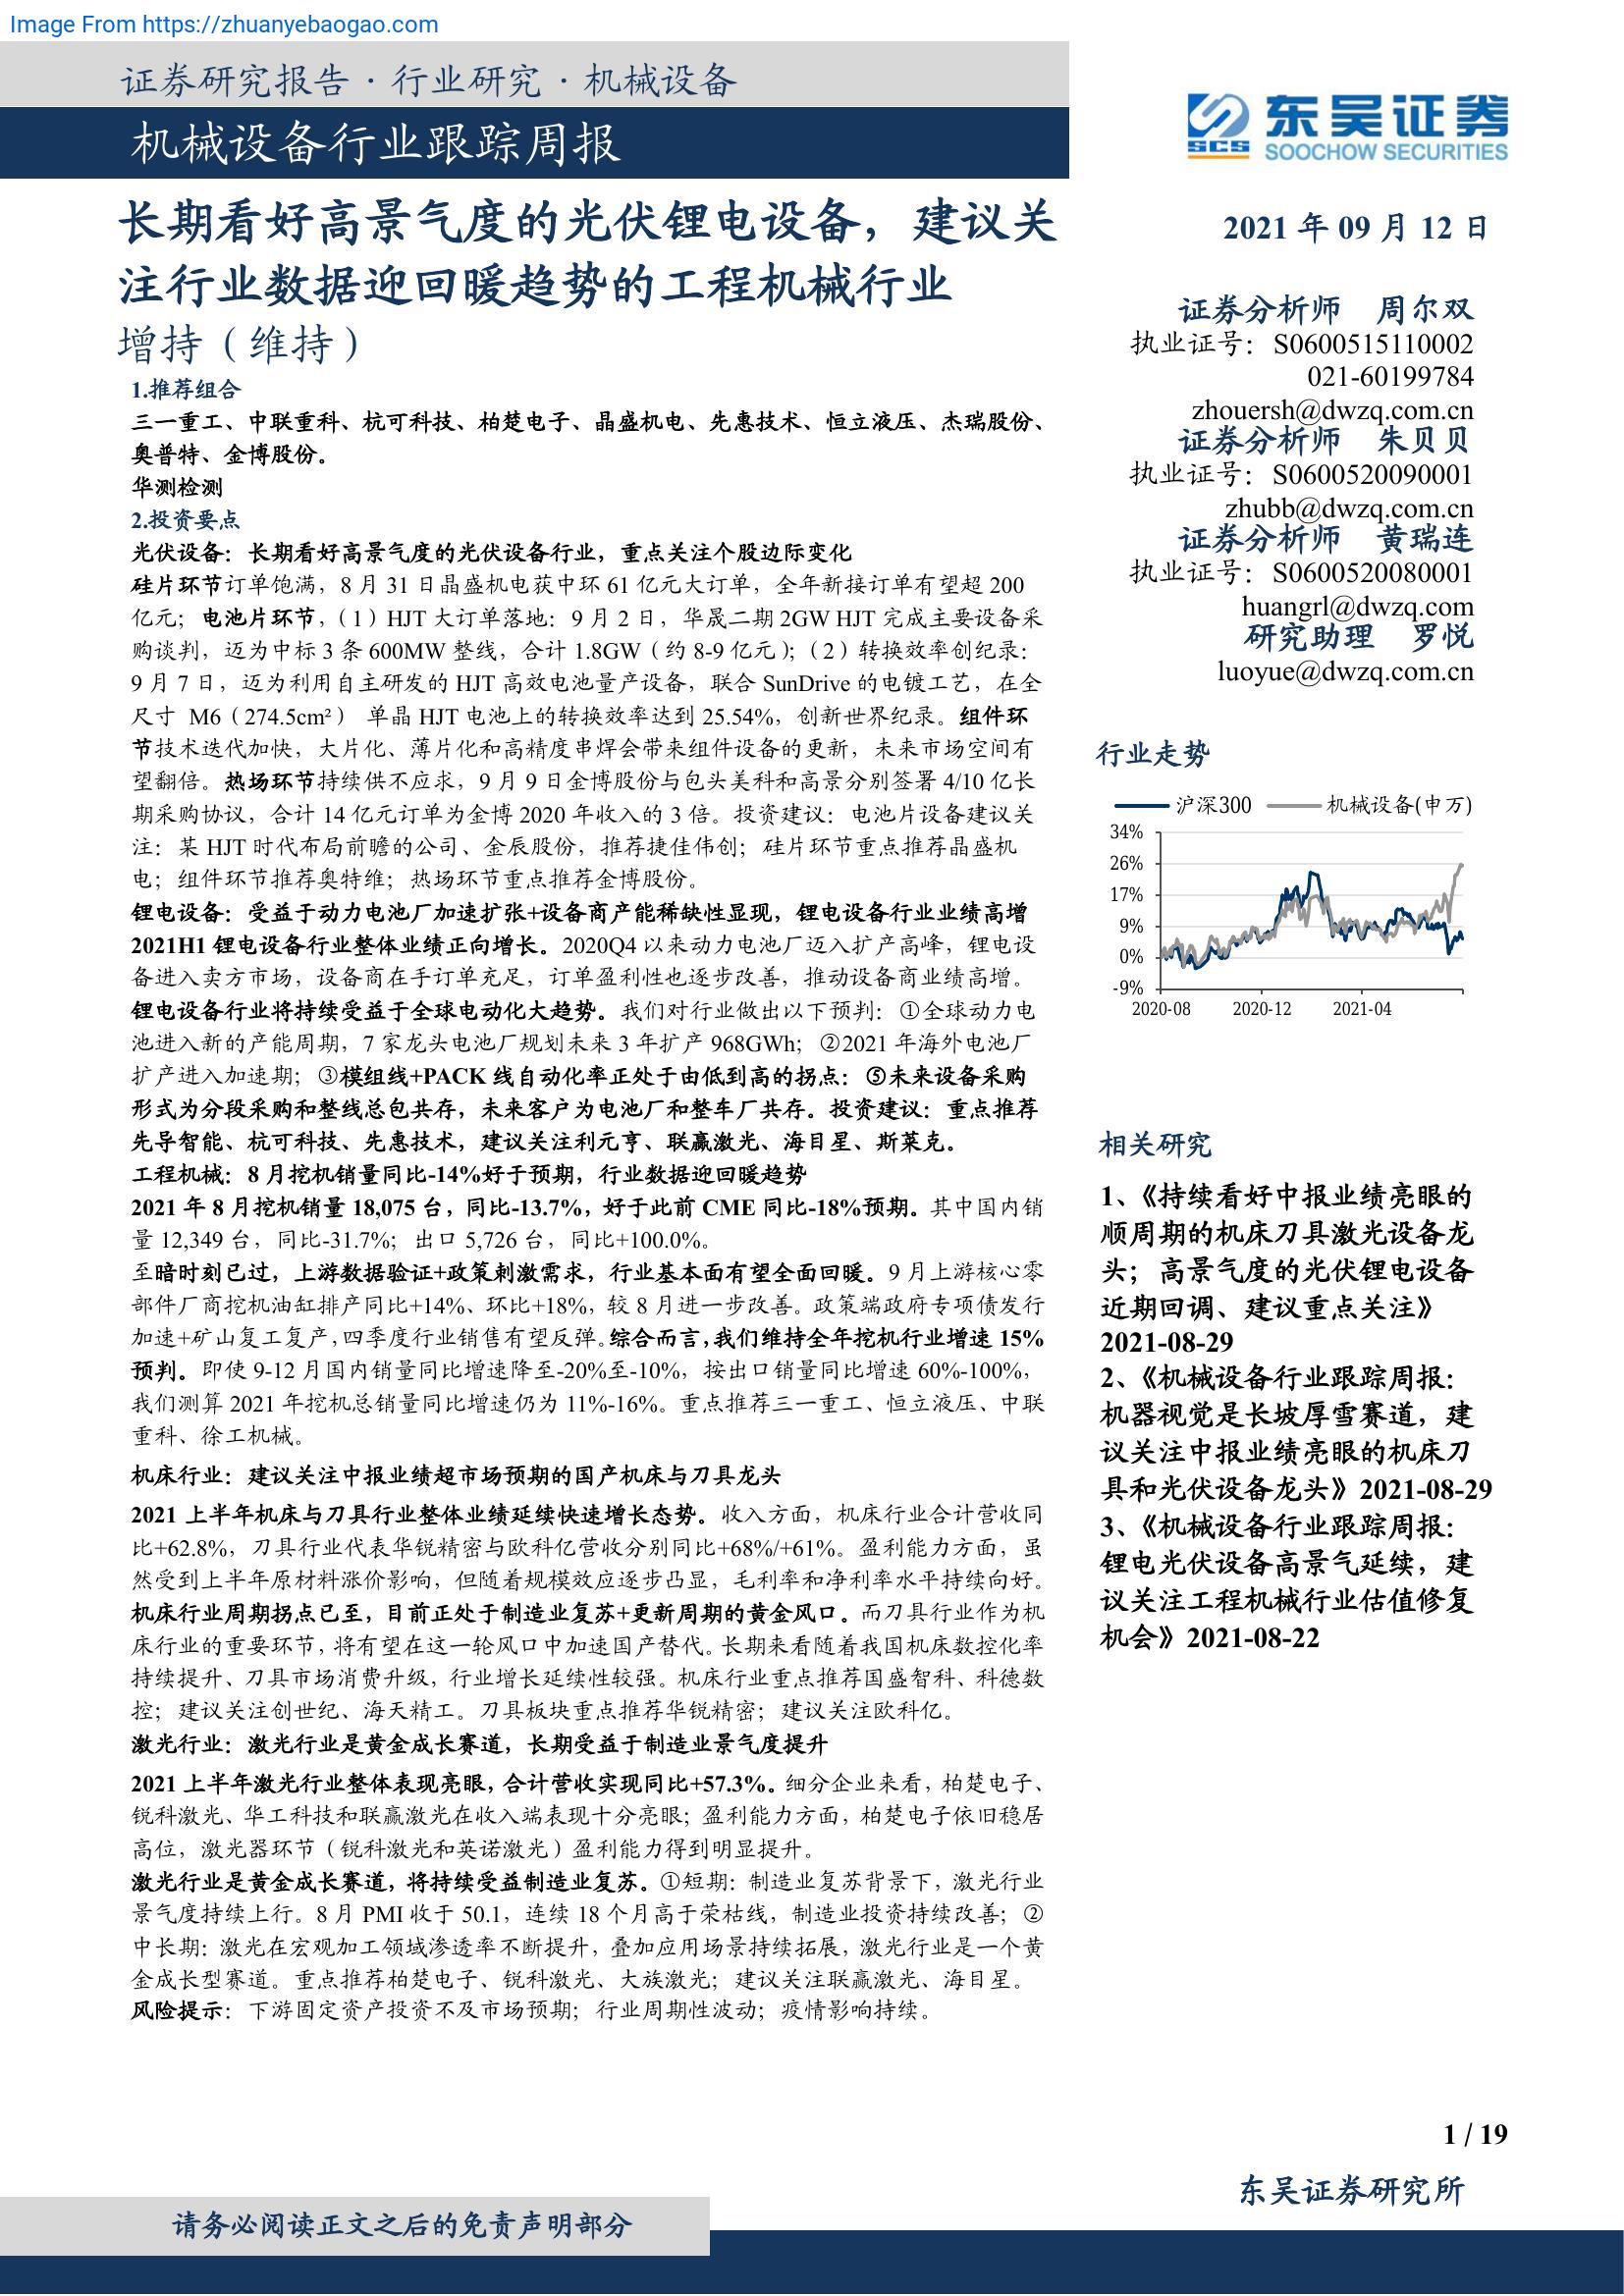 Image From https://zhuanyebaogao.com
证券研究报告·行业研究·机械设备
机械设备行业跟踪周报
长期看好高景气度的光伏锂电设备，建议关
注行业数据迎回暖趋势的工程机械行业
增持（维持）
1.推荐组合
三一重工、中联重科、杭可科技、柏楚电子、晶盛机电、先惠技术、恒立液压、杰瑞股份、
奥普特、金博股份。
华测检测
2.投资要点
光伏设备：长期看好高景气度的光伏设备行业，重点关注个股边际变化
硅片环节订单饱满，8 月 31 日晶盛机电获中环 61 亿元大订单，全年新接订单有望超 200
亿元；电池片环节，（1）HJT 大订单落地：9 月 2 日，华晟二期 2GW HJT 完成主要设备采
购谈判，迈为中标 3 条 600MW 整线，合计 1.8GW（约 8-9 亿元）；（2）转换效率创纪录：
9 月 7 日，迈为利用自主研发的 HJT 高效电池量产设备，联合 SunDrive 的电镀工艺，在全
尺寸 M6（274.5cm²） 单晶 HJT 电池上的转换效率达到 25.54%，创新世界纪录。组件环
节技术迭代加快，大片化、薄片化和高精度串焊会带来组件设备的更新，未来市场空间有
望翻倍。热场环节持续供不应求，9 月 9 日金博股份与包头美科和高景分别签署 4/10 亿长
期采购协议，合计 14 亿元订单为金博 2020 年收入的 3 倍。投资建议：电池片设备建议关
注：某 HJT 时代布局前瞻的公司、金辰股份，推荐捷佳伟创；硅片环节重点推荐晶盛机
电；组件环节推荐奥特维；热场环节重点推荐金博股份。
锂电设备：受益于动力电池厂加速扩张+设备商产能稀缺性显现，锂电设备行业业绩高增
2021H1 锂电设备行业整体业绩正向增长。2020Q4 以来动力电池厂迈入扩产高峰，锂电设
备进入卖方市场，设备商在手订单充足，订单盈利性也逐步改善，推动设备商业绩高增。
锂电设备行业将持续受益于全球电动化大趋势。我们对行业做出以下预判：①全球动力电
池进入新的产能周期，7 家龙头电池厂规划未来 3 年扩产 968GWh；②2021 年海外电池厂
扩产进入加速期；③模组线+PACK 线自动化率正处于由低到高的拐点：⑤未来设备采购
形式为分段采购和整线总包共存，未来客户为电池厂和整车厂共存。投资建议：重点推荐
先导智能、杭可科技、先惠技术，建议关注利元亨、联赢激光、海目星、斯莱克。
工程机械：8 月挖机销量同比-14%好于预期，行业数据迎回暖趋势
2021 年 8 月挖机销量 18,075 台，同比-13.7%，好于此前 CME 同比-18%预期。其中国内销
量 12,349 台，同比-31.7%；出口 5,726 台，同比+100.0%。
至暗时刻已过，上游数据验证+政策刺激需求，行业基本面有望全面回暖。9 月上游核心零
部件厂商挖机油缸排产同比+14%、环比+18%，较 8 月进一步改善。政策端政府专项债发行
加速+矿山复工复产，四季度行业销售有望反弹。综合而言，我们维持全年挖机行业增速 15%
预判。即使 9-12 月国内销量同比增速降至-20%至-10%，按出口销量同比增速 60%-100%，
我们测算 2021 年挖机总销量同比增速仍为 11%-16%。重点推荐三一重工、恒立液压、中联
重科、徐工机械。
机床行业：建议关注中报业绩超市场预期的国产机床与刀具龙头
2021 上半年机床与刀具行业整体业绩延续快速增长态势。收入方面，机床行业合计营收同
比+62.8%，刀具行业代表华锐精密与欧科亿营收分别同比+68%/+61%。盈利能力方面，虽
然受到上半年原材料涨价影响，但随着规模效应逐步凸显，毛利率和净利率水平持续向好。
机床行业周期拐点已至，目前正处于制造业复苏+更新周期的黄金风口。而刀具行业作为机
床行业的重要环节，将有望在这一轮风口中加速国产替代。长期来看随着我国机床数控化率
持续提升、刀具市场消费升级，行业增长延续性较强。机床行业重点推荐国盛智科、科德数
控；建议关注创世纪、海天精工。刀具板块重点推荐华锐精密；建议关注欧科亿。
激光行业：激光行业是黄金成长赛道，长期受益于制造业景气度提升
2021 上半年激光行业整体表现亮眼，合计营收实现同比+57.3%。细分企业来看，柏楚电子、
锐科激光、华工科技和联赢激光在收入端表现十分亮眼；盈利能力方面，柏楚电子依旧稳居
高位，激光器环节（锐科激光和英诺激光）盈利能力得到明显提升。
激光行业是黄金成长赛道，将持续受益制造业复苏。①短期：制造业复苏背景下，激光行业
景气度持续上行。8 月 PMI 收于 50.1，连续 18 个月高于荣枯线，制造业投资持续改善；②
中长期：激光在宏观加工领域渗透率不断提升，叠加应用场景持续拓展，激光行业是一个黄
金成长型赛道。重点推荐柏楚电子、锐科激光、大族激光；建议关注联赢激光、海目星。
风险提示：下游固定资产投资不及市场预期；行业周期性波动；疫情影响持续。
SCS 东吴证券
SOOCHOW SECURITIES
2021 年 09 月 12 日
证券分析师 周尔双
执业证号：S0600515110002
021-60199784
zhouersh@dwzq.com.cn
证券分析师 朱贝贝
执业证号：S0600520090001
zhubb@dwzq.com.cn
证券分析师 黄瑞连
执业证号：S0600520080001
huangrl@dwzq.com
研究助理 罗悦
luoyue@dwzq.com.cn
行业走势
沪深300 机械设备(申万)
34%
26%
17%
9%
0%
-9%
2020-08 2020-12 2021-04
相关研究
1、《持续看好中报业绩亮眼的
顺周期的机床刀具激光设备龙
头；高景气度的光伏锂电设备
近期回调、建议重点关注》
2021-08-29
2、《机械设备行业跟踪周报：
机器视觉是长坡厚雪赛道，建
议关注中报业绩亮眼的机床刀
具和光伏设备龙头》2021-08-29
3、《机械设备行业跟踪周报：
锂电光伏设备高景气延续，建
议关注工程机械行业估值修复
机会》2021-08-22
1 / 19
东吴证券研究所
请务必阅读正文之后的免责声明部分